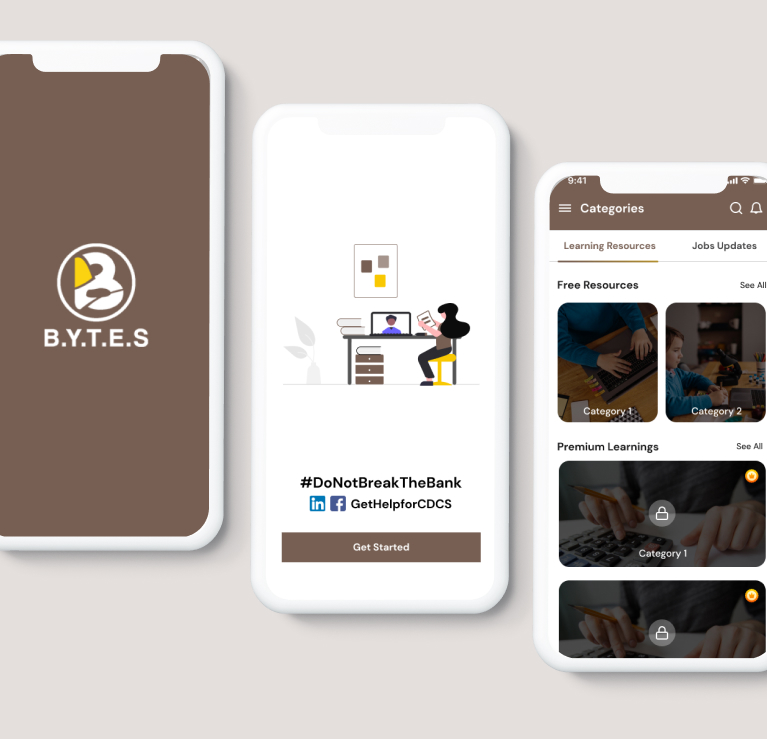 B.Y.T.E.S
#DoNotBreakTheBank
GetHelpforCDCS
Get Started
9:41
Categories
Learning Resources Jobs Updates
Free Resources See All
Category 1 Category 2
Premium Learnings See All
Category 1